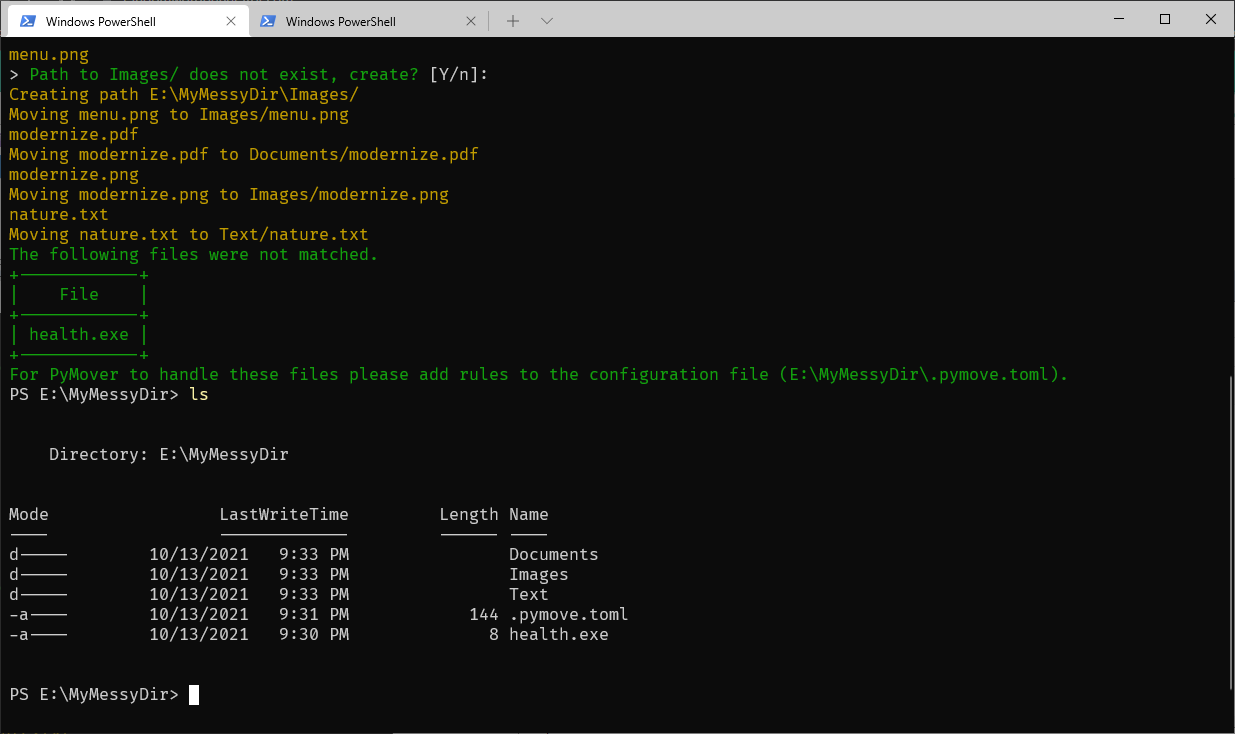 Windows PowerShell
Windows PowerShell
menu.png
> Path to Images/ does not exist, create? [Y/n]:
Creating path E:\MyMessyDir\Images/
Moving menu.png to Images/menu.png
modernize.pdf
Moving modernize.pdf to Documents/modernize.pdf
modernize.png
Moving modernize.png to Images/modernize.png
nature.txt
Moving nature.txt to Text/nature.txt
The following files were not matched.
+------------+
|    File    |
+------------+
| health.exe |
+------------+
For PyMover to handle these files please add rules to the configuration file (E:\MyMessyDir\.pymove.toml).
PS E:\MyMessyDir> ls
    Directory: E:\MyMessyDir
Mode                 LastWriteTime         Length Name
----                 -------------         ------ ----
d-----        10/13/2021   9:33 PM                Documents
d-----        10/13/2021   9:33 PM                Images
d-----        10/13/2021   9:33 PM                Text
-a----        10/13/2021   9:31 PM            144 .pymove.toml
-a----        10/13/2021   9:30 PM              8 health.exe
PS E:\MyMessyDir>